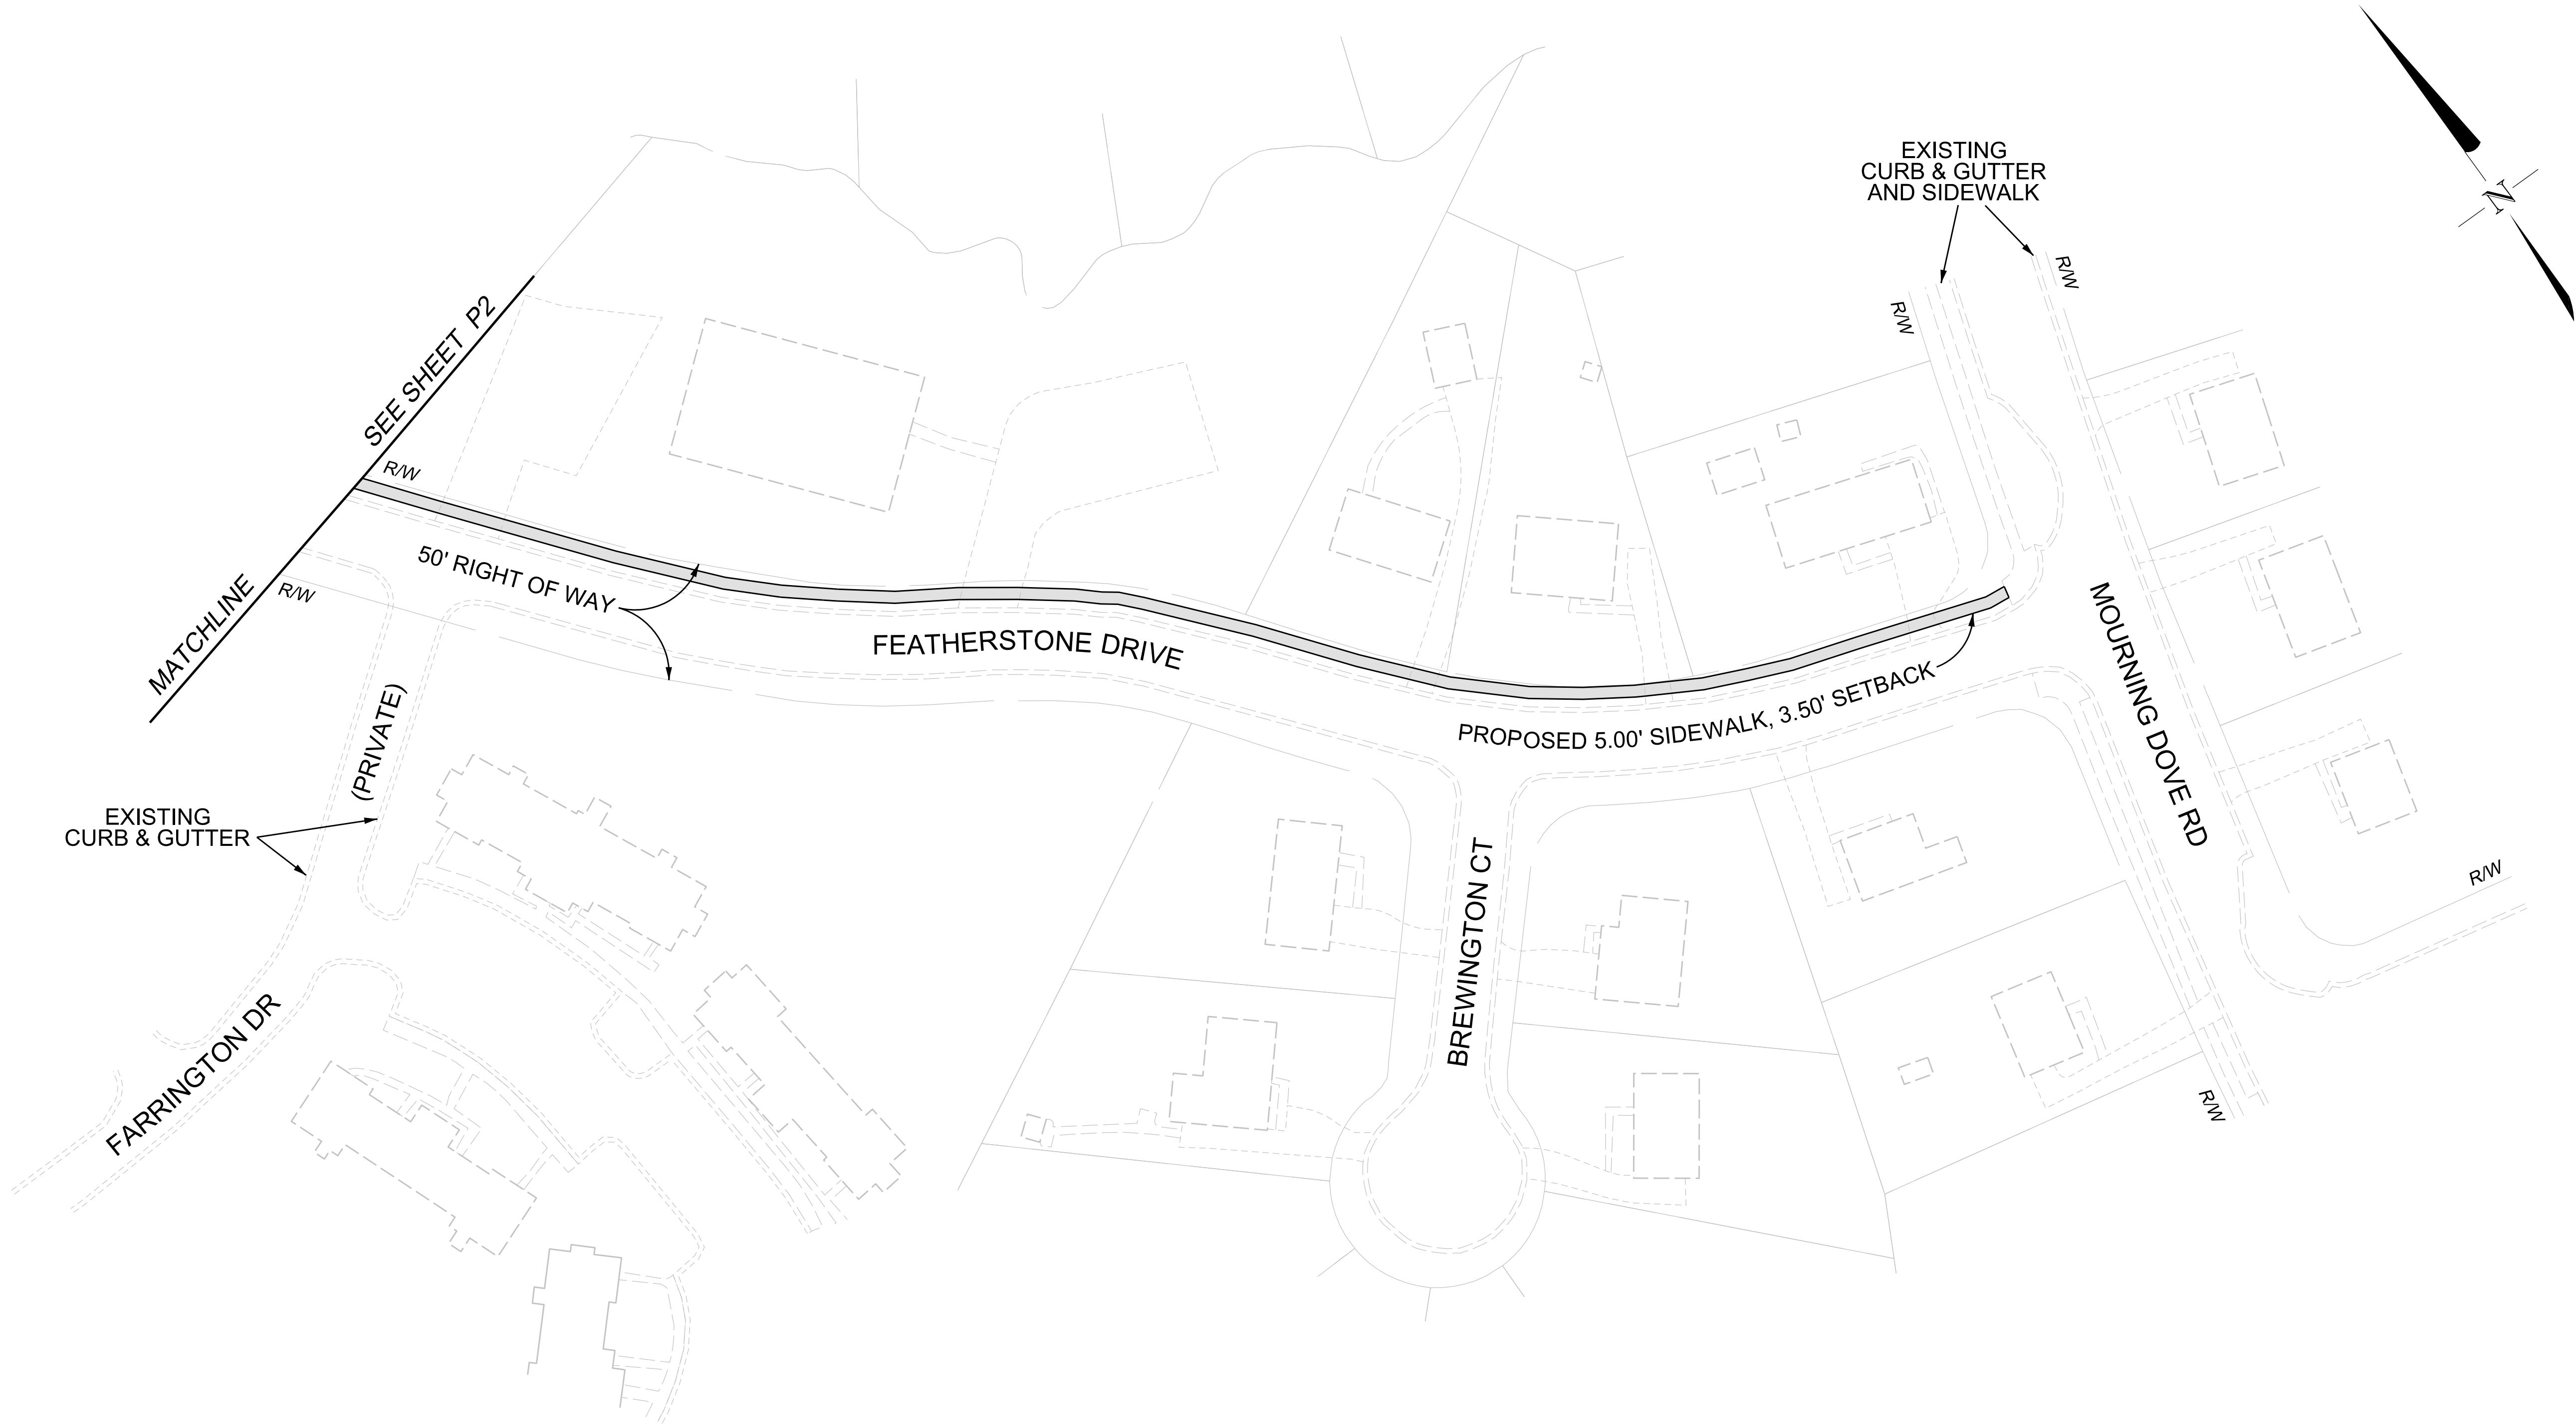 EXISTING
CURB & GUTTER
AND SIDEWALK
N
R/W
R/W
SEE SHEET P2
R/W
50' RIGHT OF WAY
MATCHLINE
R/W
FEATHERSTONE DRIVE
PROPOSED 5.00' SIDEWALK, 3.50' SETBACK
MOURNING DOVE RD
(PRIVATE)
EXISTING
CURB & GUTTER
BREWINGTON CT
R/W
FARRINGTON DR
R/W